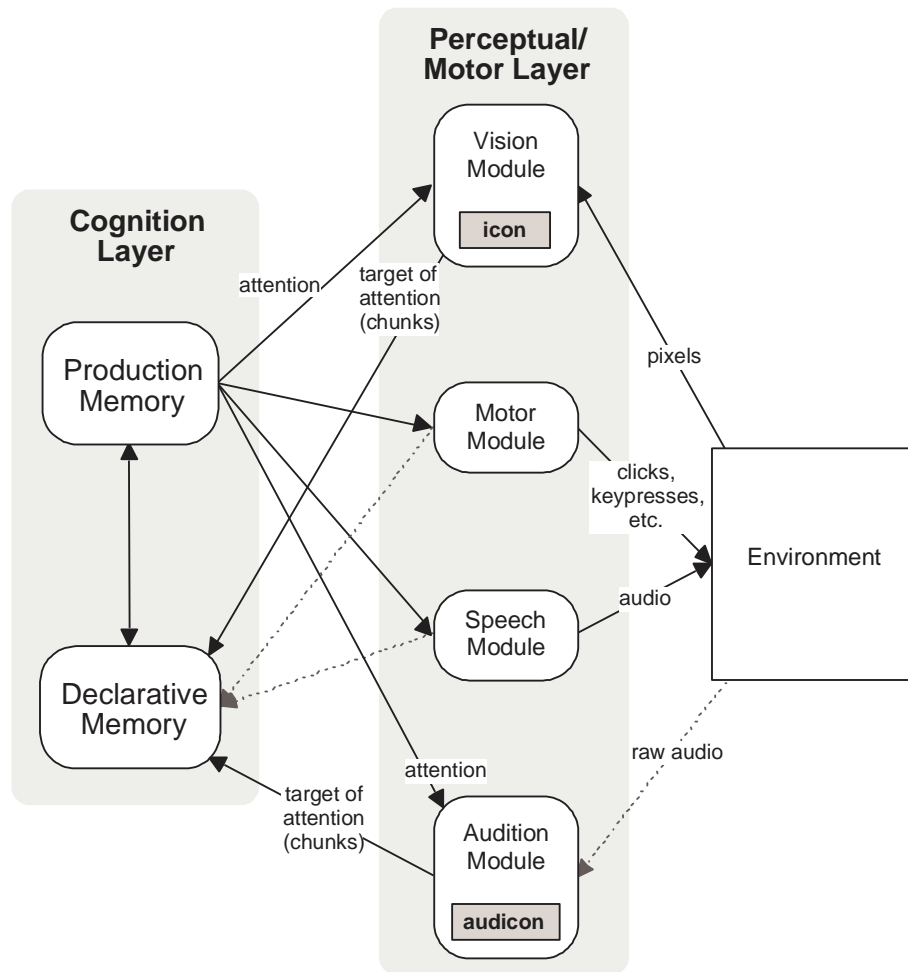 Perceptual/
Motor Layer
Vision
Module
icon
Cognition
Layer
attention
target of
attention
(chunks)
pixels
Production
Memory
Motor
Module
clicks,
keypresses,
etc.
Environment
audio
Speech
Module
Declarative
Memory
raw audio
attention
target of
attention
(chunks)
Audition
Module
audicon